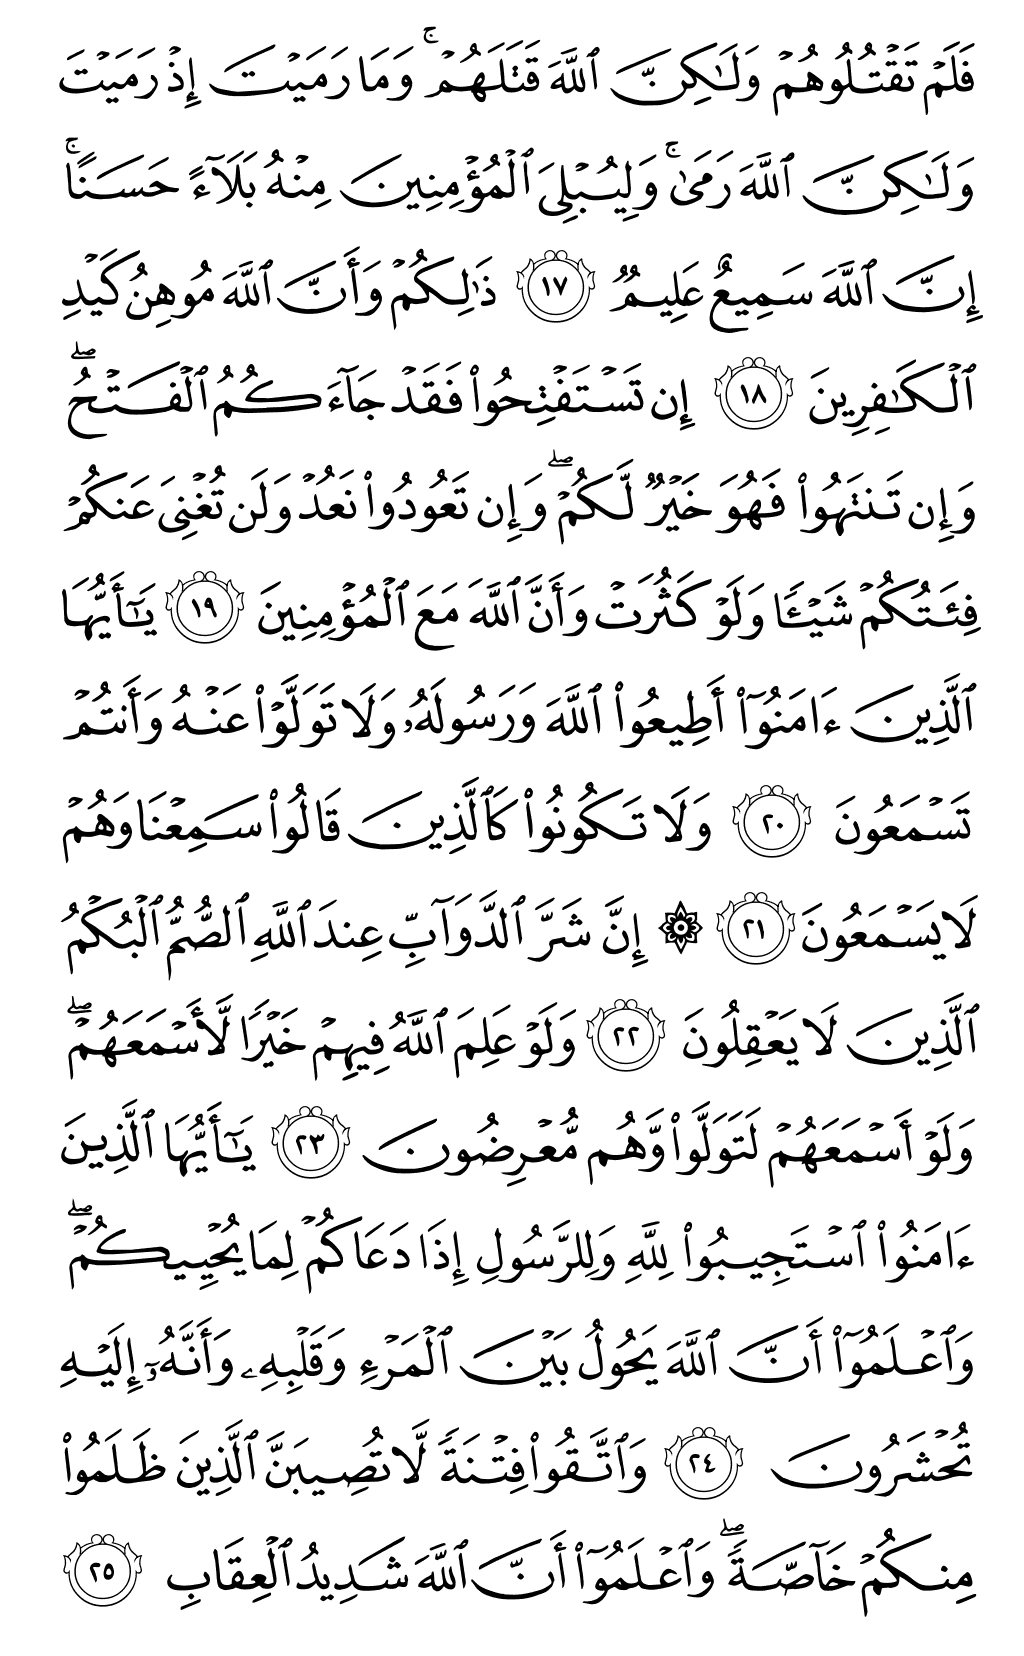 فَلَمْ تَقْتُلُوهُمْ وَلَٰكِنَّ ٱللَّهَ قَتَلَهُمْ ۚ وَمَا رَمَيْتَ إِذْ رَمَيْتَ
وَلَٰكِنَّ ٱللَّهَ رَمَىٰ ۚ وَلِيُبْلِىَ ٱلْمُؤْمِنِينَ مِنْهُ بَلَآءً حَسَنًا ۚ
إِنَّ ٱللَّهَ سَمِيعٌ عَلِيمٌ ١٧ ذَٰلِكُمْ وَأَنَّ ٱللَّهَ مُوهِنُ كَيْدِ
ٱلْكَٰفِرِينَ ١٨ إِن تَسْتَفْتِحُوا۟ فَقَدْ جَآءَكُمُ ٱلْفَتْحُ ۖ
وَإِن تَنتَهُوا۟ فَهُوَ خَيْرٌ لَّكُمْ ۖ وَإِن تَعُودُوا۟ نَعُدْ وَلَن تُغْنِىَ عَنكُمْ
فِئَتُكُمْ شَيْـًٔا وَلَوْ كَثُرَتْ وَأَنَّ ٱللَّهَ مَعَ ٱلْمُؤْمِنِينَ ١٩ يَٰٓأَيُّهَا
ٱلَّذِينَ ءَامَنُوٓا۟ أَطِيعُوا۟ ٱللَّهَ وَرَسُولَهُۥ وَلَا تَوَلَّوْا۟ عَنْهُ وَأَنتُمْ
تَسْمَعُونَ ٢٠ وَلَا تَكُونُوا۟ كَٱلَّذِينَ قَالُوا۟ سَمِعْنَا وَهُمْ
لَا يَسْمَعُونَ ٢١ ۞ إِنَّ شَرَّ ٱلدَّوَآبِّ عِندَ ٱللَّهِ ٱلصُّمُّ ٱلْبُكْمُ
ٱلَّذِينَ لَا يَعْقِلُونَ ٢٢ وَلَوْ عَلِمَ ٱللَّهُ فِيهِمْ خَيْرًا لَّأَسْمَعَهُمْ ۖ
وَلَوْ أَسْمَعَهُمْ لَتَوَلَّوا۟ وَّهُم مُّعْرِضُونَ ٢٣ يَٰٓأَيُّهَا ٱلَّذِينَ
ءَامَنُوا۟ ٱسْتَجِيبُوا۟ لِلَّهِ وَلِلرَّسُولِ إِذَا دَعَاكُمْ لِمَا يُحْيِيكُمْ ۖ
وَٱعْلَمُوٓا۟ أَنَّ ٱللَّهَ يَحُولُ بَيْنَ ٱلْمَرْءِ وَقَلْبِهِۦ وَأَنَّهُۥٓ إِلَيْهِ
تُحْشَرُونَ ٢٤ وَٱتَّقُوا۟ فِتْنَةً لَّا تُصِيبَنَّ ٱلَّذِينَ ظَلَمُوا۟
مِنكُمْ خَآصَّةً ۖ وَٱعْلَمُوٓا۟ أَنَّ ٱللَّهَ شَدِيدُ ٱلْعِقَابِ ٢٥